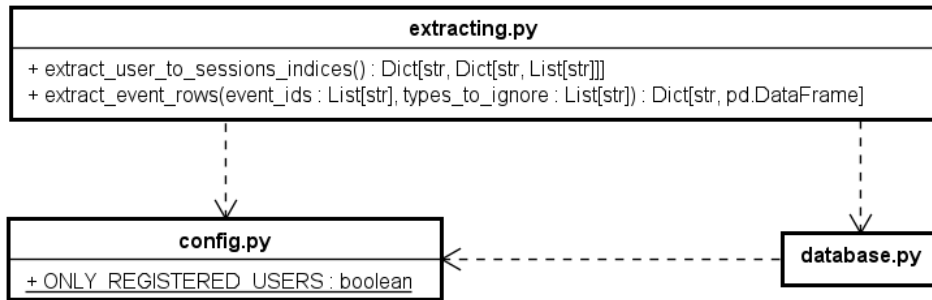 extracting.py
+ extract_user_to_sessions_indices() : Dict[str, Dict[str, List[str]]]
+ extract_event_rows(event_ids : List[str], types_to_ignore : List[str]) : Dict[str, pd.DataFrame]
config.py
+ ONLY_REGISTERED_USERS : boolean
database.py